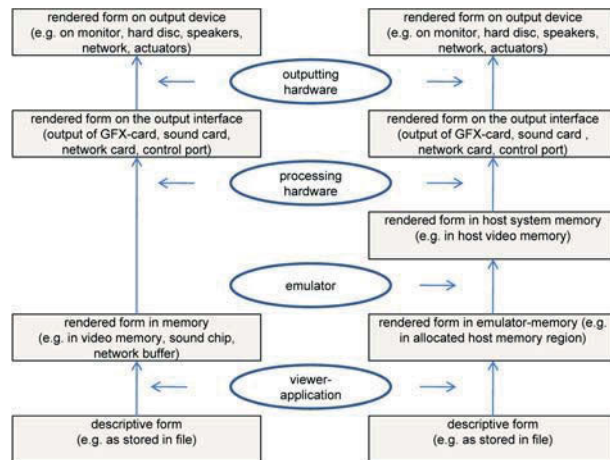 rendered form on output device
(e.g. on monitor, hard disc, speakers,
network, actuators)
rendered form on output device
(e.g. on monitor, hard disc, speakers,
network, actuators)
outputting
hardware
rendered form on the output interface
(output of GFX-card, sound card,
network card, control port)
rendered form on the output interface
(output of GFX-card, sound card ,
network card, control port)
processing
hardware
rendered form in host system memory
(e.g. in host video memory)
emulator
rendered form in memory
(e.g. in video memory, sound chip,
network buffer)
rendered form in emulator-memory (e.g.
in allocated host memory region)
viewer-
application
descriptive form
(e.g. as stored in file)
descriptive form
(e.g. as stored in file)